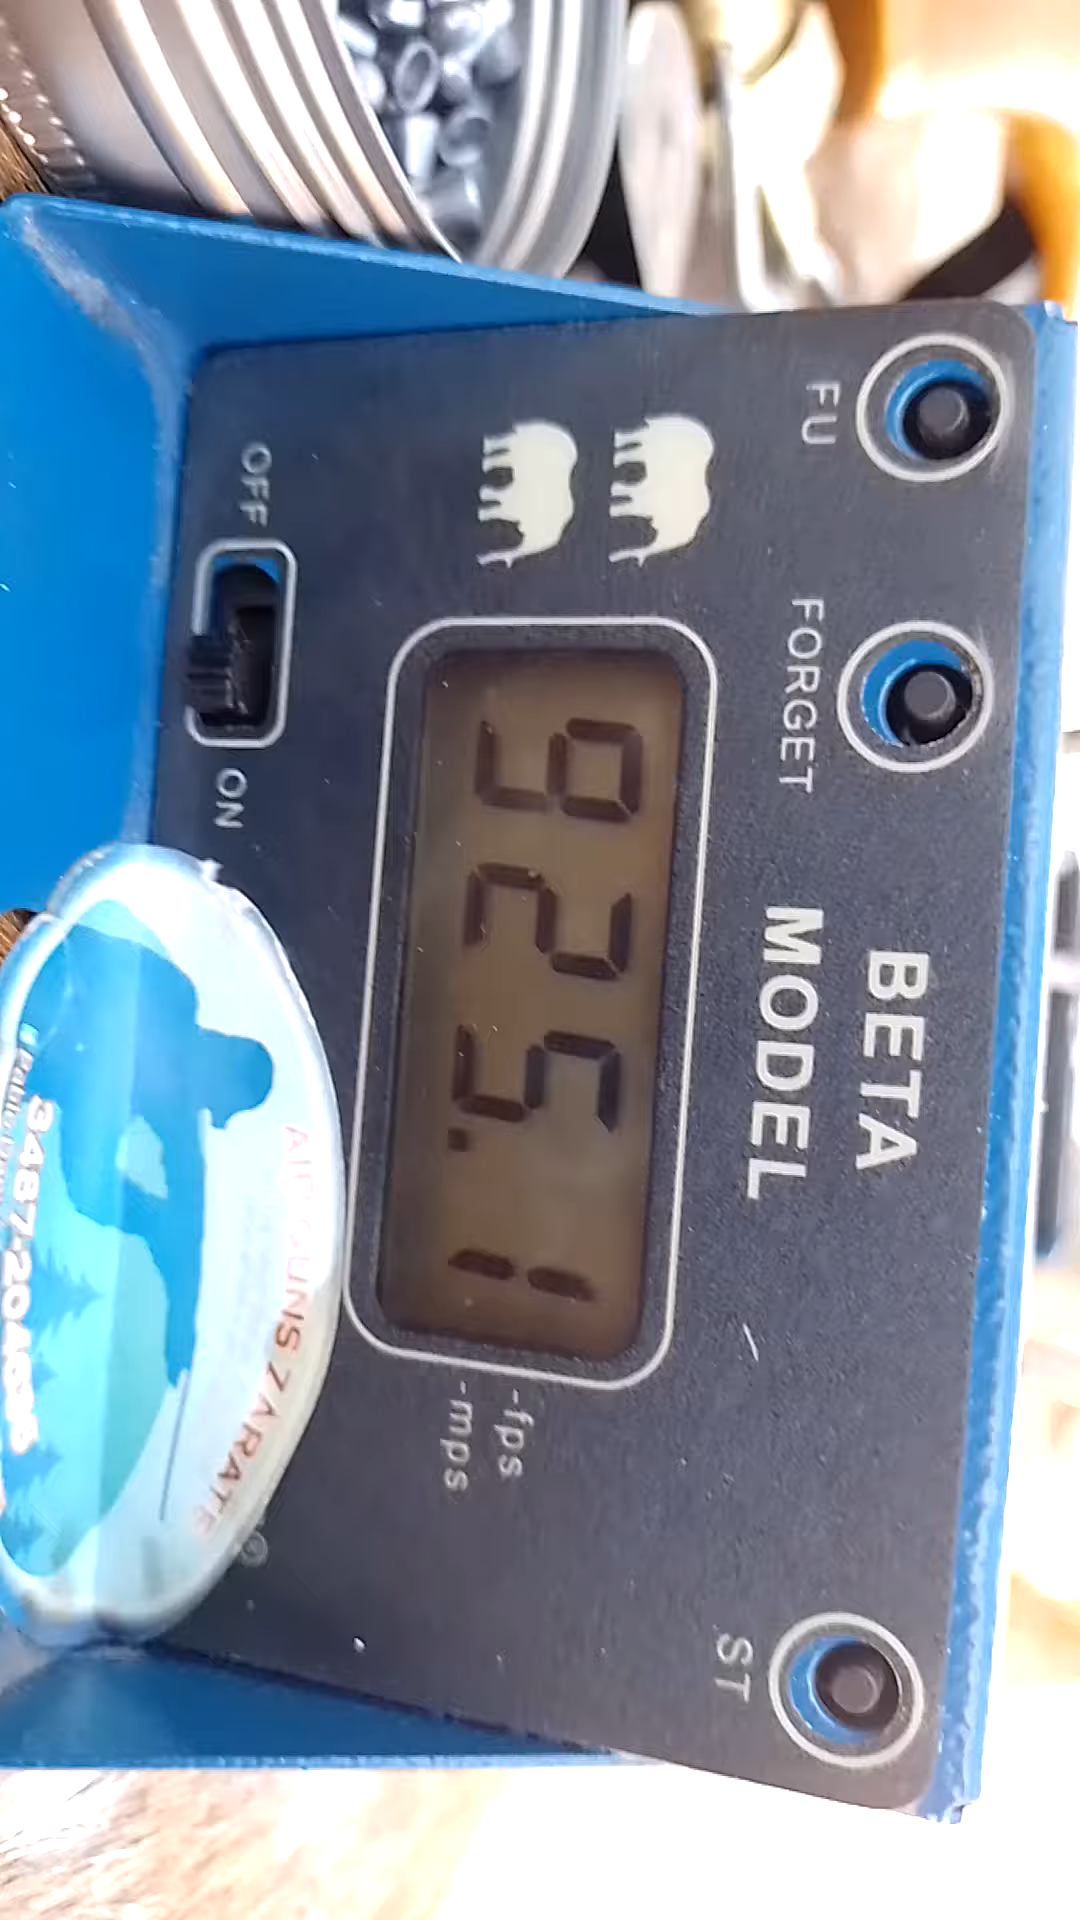 FU
FORGET
BETA
MODEL
ST
925.1
-fps
-mps
OFF
ON
®
AIRGUNS ZARATE